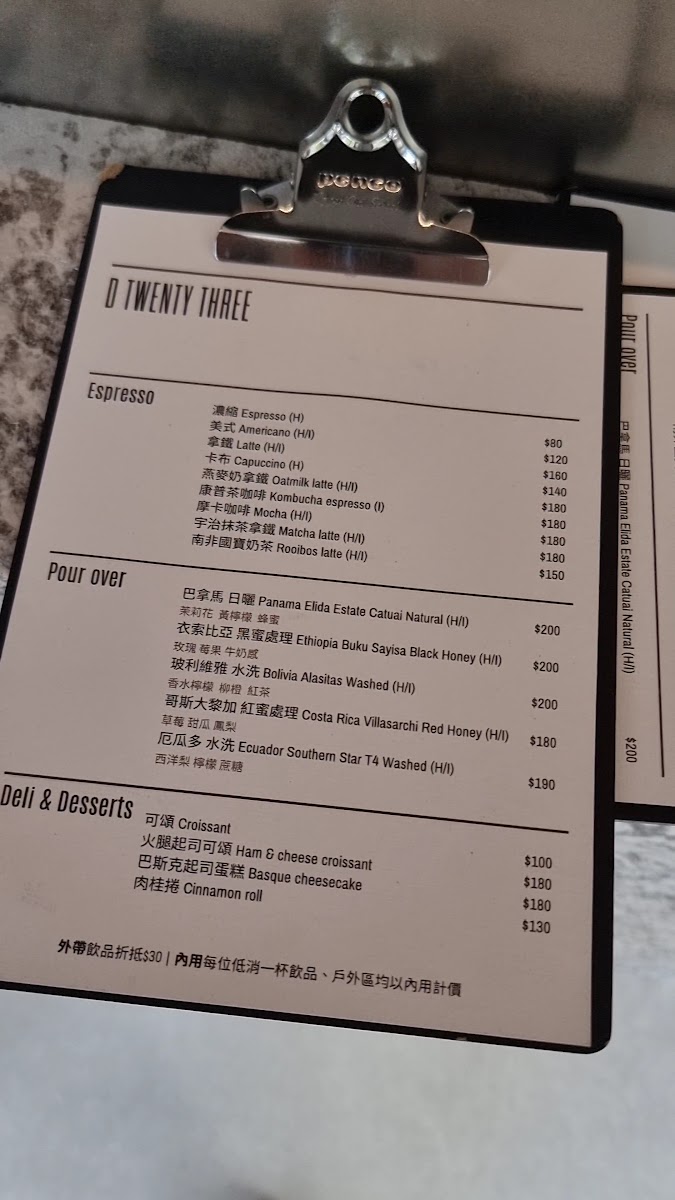 penco
D TWENTY THREE
Espresso
濃縮 Espresso (H) $80
美式 Americano (H/I) $120
拿鐵 Latte (H/I) $160
卡布 Capuccino (H) $140
燕麥奶拿鐵 Oatmilk latte (H/I) $180
康普茶咖啡 Kombucha espresso (I) $180
摩卡咖啡 Mocha (H/I) $180
宇治抹茶拿鐵 Matcha latte (H/I) $180
南非國寶奶茶 Rooibos latte (H/I) $150
Pour over
巴拿馬 日曬 Panama Elida Estate Catuai Natural (H/I) $200
茉莉花 黃檸檬 蜂蜜
衣索比亞 黑蜜處理 Ethiopia Buku Sayisa Black Honey (H/I) $200
玫瑰 莓果 牛奶感
玻利維雅 水洗 Bolivia Alasitas Washed (H/I) $200
香水檸檬 柳橙 紅茶
哥斯大黎加 紅蜜處理 Costa Rica Villasarchi Red Honey (H/I) $180
草莓 甜瓜 鳳梨
厄瓜多 水洗 Ecuador Southern Star T4 Washed (H/I) $190
西洋梨 檸檬 蔗糖
Deli & Desserts
可頌 Croissant $100
火腿起司可頌 Ham & cheese croissant $180
巴斯克起司蛋糕 Basque cheesecake $180
肉桂捲 Cinnamon roll $130
外帶飲品折抵$30 | 內用每位低消一杯飲品、戶外區均以內用計價
Pour over
巴拿馬 日曬 Panama Elida Estate Catuai Natural (H/I) $200